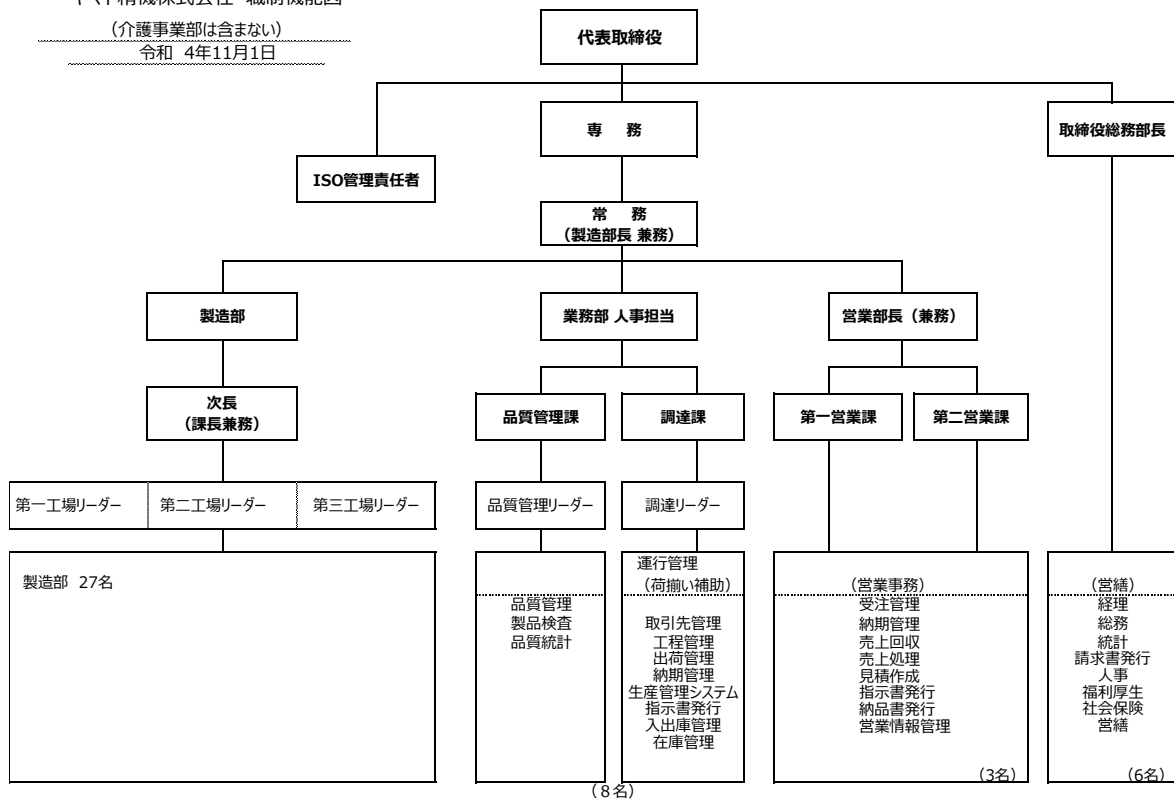 精機株式会社 職制機能図
(介護事業部は含まない)
令和 4年11月1日
代表取締役
専 務
取締役総務部長
ISO管理責任者
常 務
(製造部長 兼務)
製造部
業務部 人事担当
営業部長(兼務)
次長
(課長兼務)
品質管理課
調達課
第一営業課
第二営業課
第一工場リーダー
第二工場リーダー
第三工場リーダー
品質管理リーダー
調達リーダー
製造部 27名
品質管理
製品検査
品質統計
運行管理
(荷揃い補助)
取引先管理
工程管理
出荷管理
納期管理
生産管理システム
指示書発行
入出庫管理
在庫管理
(8名)
(営業事務)
受注管理
納期管理
売上回収
売上処理
見積作成
指示書発行
納品書発行
営業情報管理
(3名)
(営繕)
経理
総務
統計
請求書発行
人事
福利厚生
社会保険
営繕
(6名)